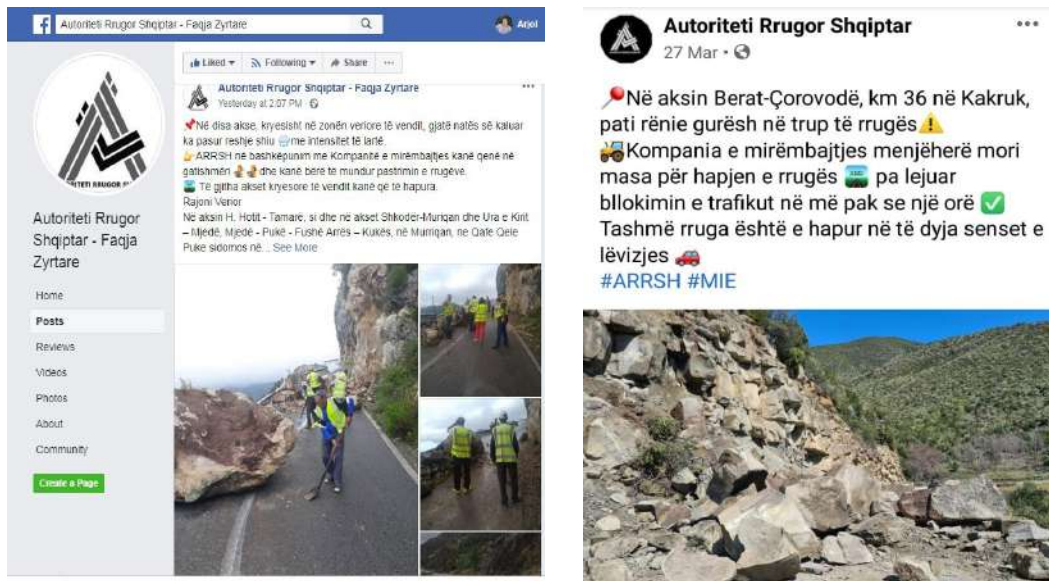 Autoriteti Rrugor Shqiptar - Faqja Zyrtare
Arjol
Autoriteti Rrugor
Shqiptar - Faqja
Zyrtare
Home
Posts
Reviews
Videos
Photos
About
Community
Create a Page
Liked
Following
Share
Autoriteti Rrugor Shqiptar - Faqja Zyrtare
Yesterday at 2:07 PM
📌Në disa akse, kryesisht në zonën veriore të vendit, gjatë natës së kaluar
ka pasur reshje shiu 🌧️me intensitet të lartë.
👉ARRSH në bashkëpunim me Kompanitë e mirëmbajtjes kanë qenë në
gatishmëri dhe kanë bërë të mundur pastrimin e rrugëve.
Të gjitha akset kryesore të vendit kanë që të hapura.
Rajoni Verior
Në aksin H. Hotit - Tamarë, si dhe në akset Shkodër-Muriqan dhe Ura e Kirit
– Mjedë, Mjedë - Pukë - Fushë Arrës – Kukës, në Murriqan, në Qafë Qele
Pukë sidomos në... See More
Autoriteti Rrugor Shqiptar
27 Mar
📍Në aksin Berat-Çorovodë, km 36 në Kakruk,
pati rënie gurësh në trup të rrugës⚠️
🚜Kompania e mirëmbajtjes menjëherë mori
masa për hapjen e rrugës 🛣️ pa lejuar
bllokimin e trafikut në më pak se një orë ✅
Tashmë rruga është e hapur në të dyja senset e
lëvizjes 🚗
#ARRSH #MIE